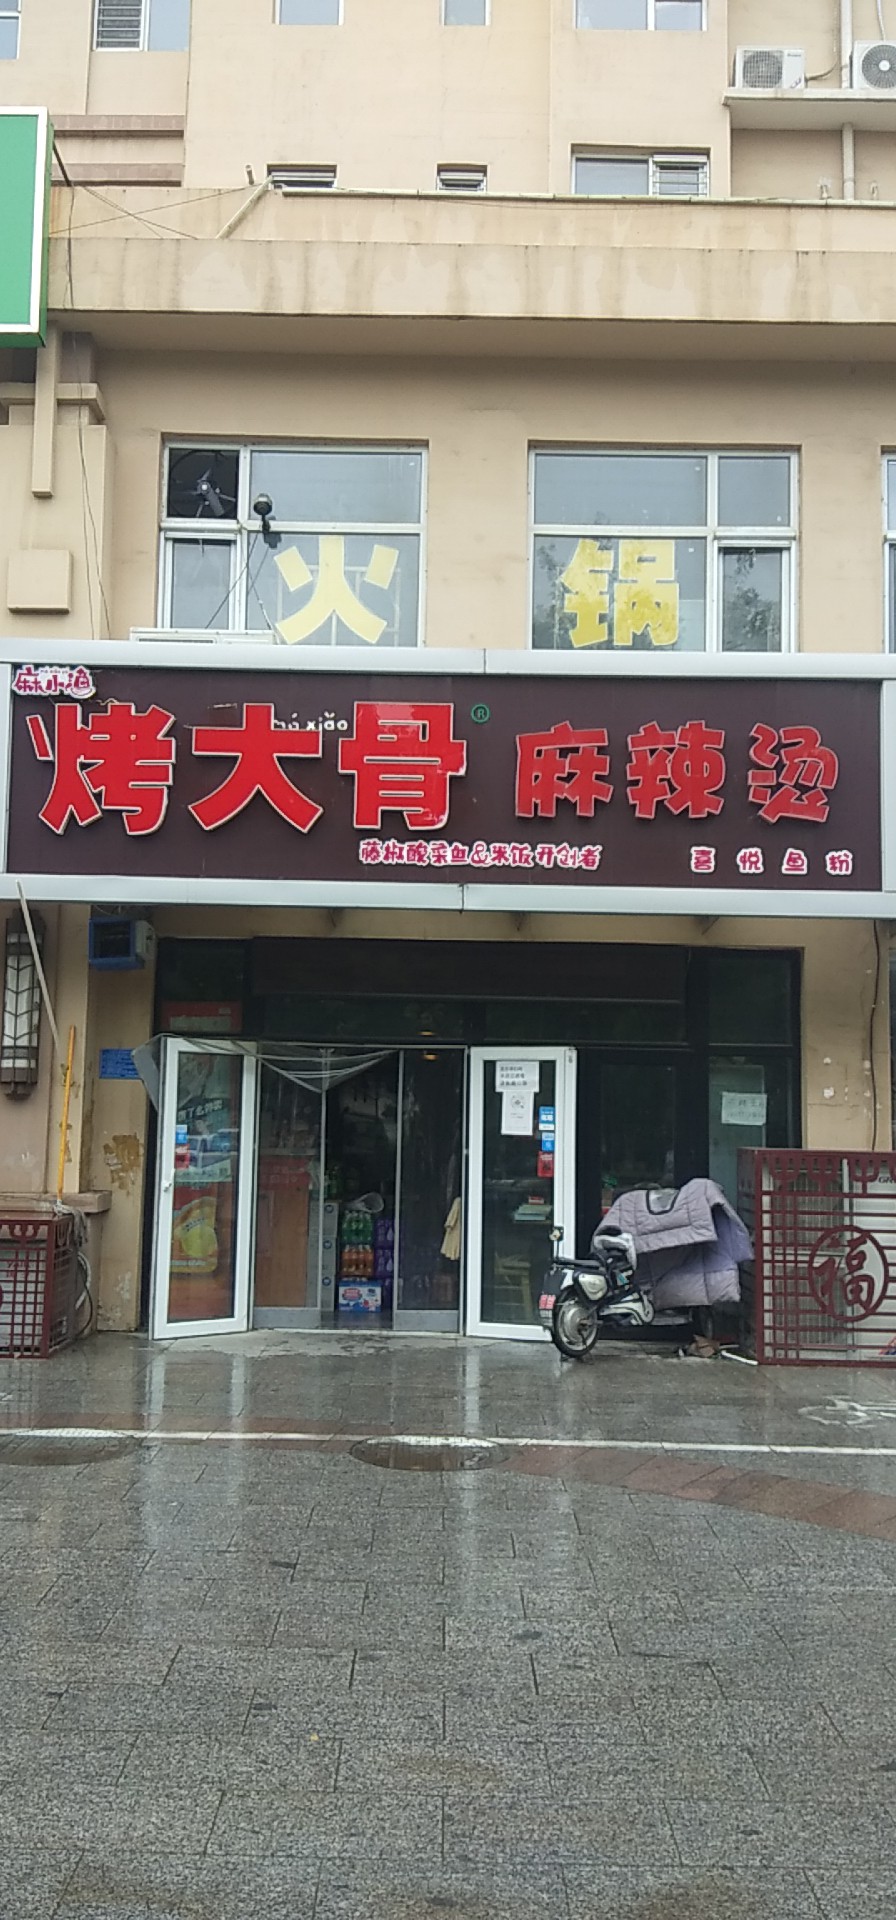 火 锅
麻小渔
烤大骨® 麻辣烫
xiǎo
藤椒酸菜鱼&米饭开创者
喜悦鱼粉
福